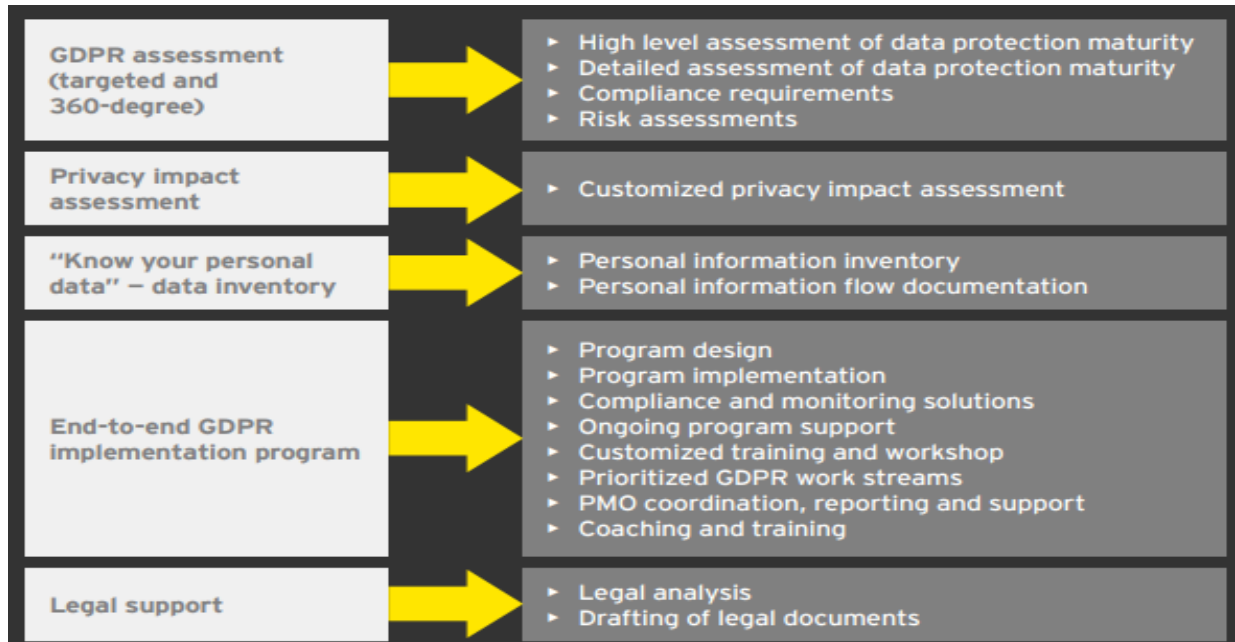 GDPR assessment
(targeted and
360-degree)
► High level assessment of data protection maturity
► Detailed assessment of data protection maturity
► Compliance requirements
► Risk assessments
Privacy impact
assessment
► Customized privacy impact assessment
“Know your personal
data” – data inventory
► Personal information inventory
► Personal information flow documentation
End-to-end GDPR
implementation program
► Program design
► Program implementation
► Compliance and monitoring solutions
► Ongoing program support
► Customized training and workshop
► Prioritized GDPR work streams
► PMO coordination, reporting and support
► Coaching and training
Legal support
► Legal analysis
► Drafting of legal documents